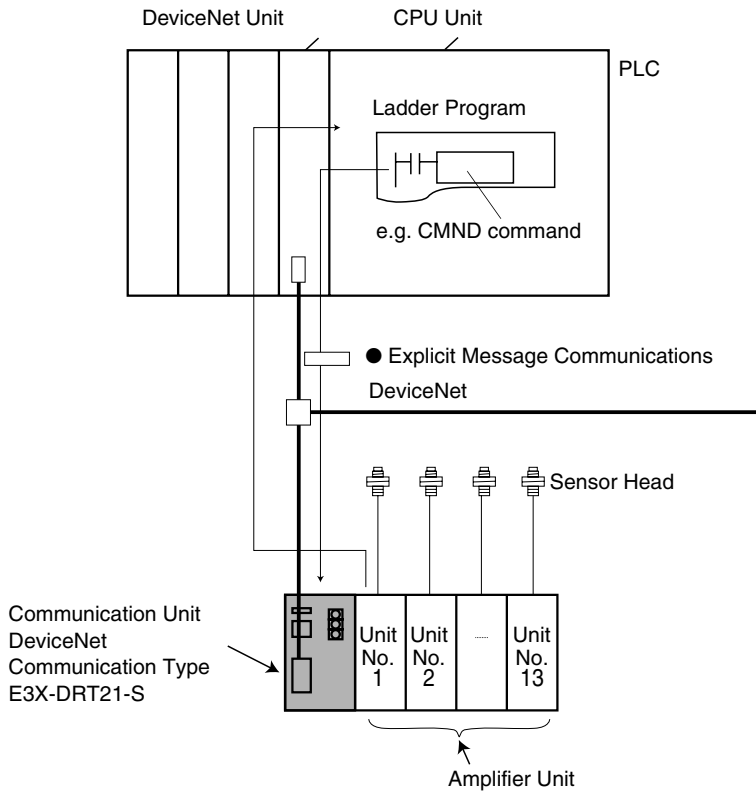 DeviceNet Unit
CPU Unit
PLC
Ladder Program
e.g. CMND command
● Explicit Message Communications
DeviceNet
Sensor Head
Communication Unit
DeviceNet
Communication Type
E3X-DRT21-S
Unit
No.
1
Unit
No.
2
......
Unit
No.
13
Amplifier Unit